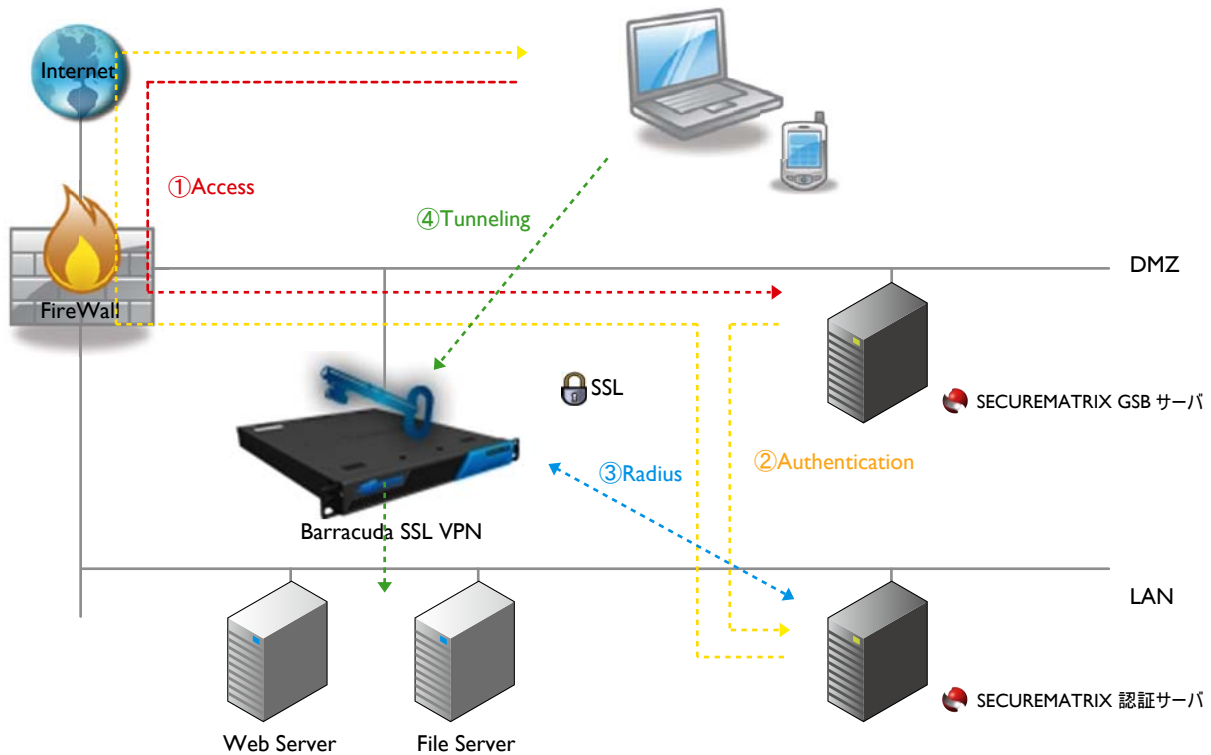 Internet
①Access
④Tunneling
DMZ
FireWall
SSL
SECUREMATRIX GSB サーバ
③Radius
②Authentication
Barracuda SSL VPN
LAN
SECUREMATRIX 認証サーバ
Web Server
File Server